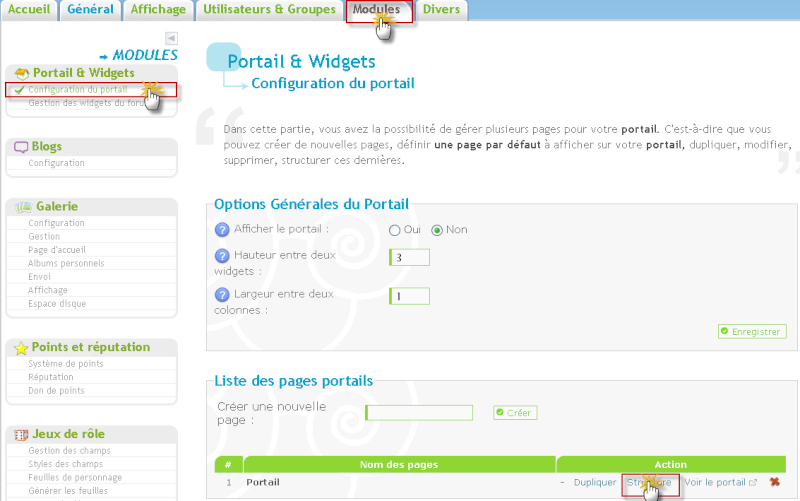 Accueil Général Affichage Utilisateurs & Groupes Modules Divers
MODULES
Portail & Widgets
Configuration du portail
Gestion des widgets du forum
Blogs
Configuration
Galerie
Configuration
Gestion
Page d'accueil
Albums personnels
Envoi
Affichage
Espace disque
Points et réputation
Système de points
Réputation
Don de points
Jeux de rôle
Gestion des champs
Styles des champs
Feuilles de personnage
Générer les feuilles
Portail & Widgets
Configuration du portail
Dans cette partie, vous avez la possibilité de gérer plusieurs pages pour votre portail. C'est-à-dire que vous
pouvez créer de nouvelles pages, définir une page par défaut à afficher sur votre portail, dupliquer, modifier,
supprimer, structurer ces dernières.
Options Générales du Portail
Afficher le portail : Oui Non
Hauteur entre deux
widgets : 3
Largeur entre deux
colonnes : 1
Enregistrer
Liste des pages portails
Créer une nouvelle
page : Créer
# Nom des pages Action
1 Portail - Dupliquer Structure Voir le portail